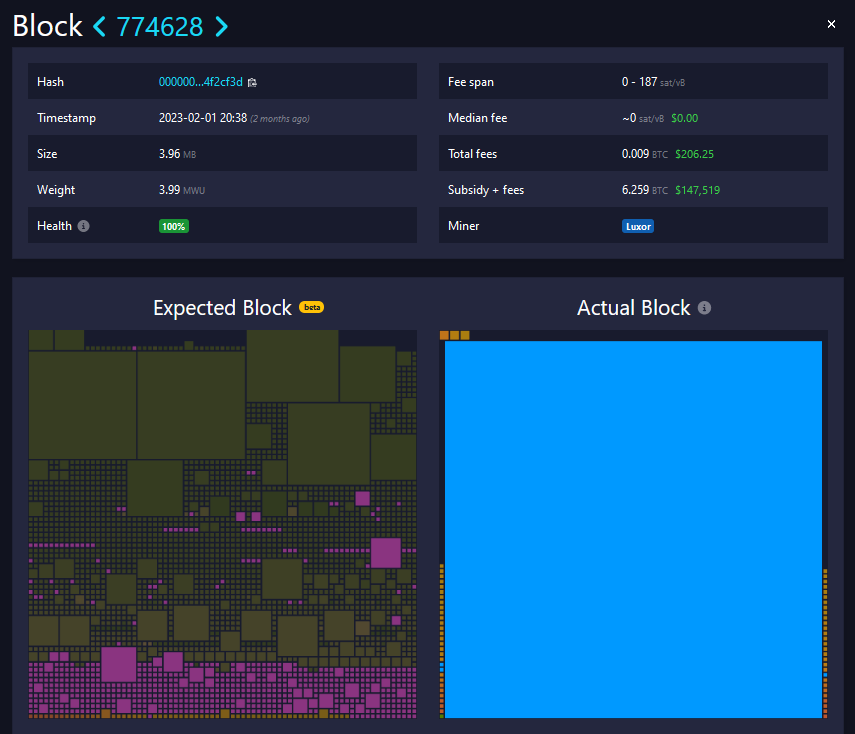 Block 774628
Hash 000000...4f2cf3d
Timestamp 2023-02-01 20:38 (2 months ago)
Size 3.96 MB
Weight 3.99 MWU
Health 100%
Fee span 0 - 187 sat/vB
Median fee ~0 sat/vB $0.00
Total fees 0.009 BTC $206.25
Subsidy + fees 6.259 BTC $147,519
Miner Luxor
Expected Block beta
Actual Block